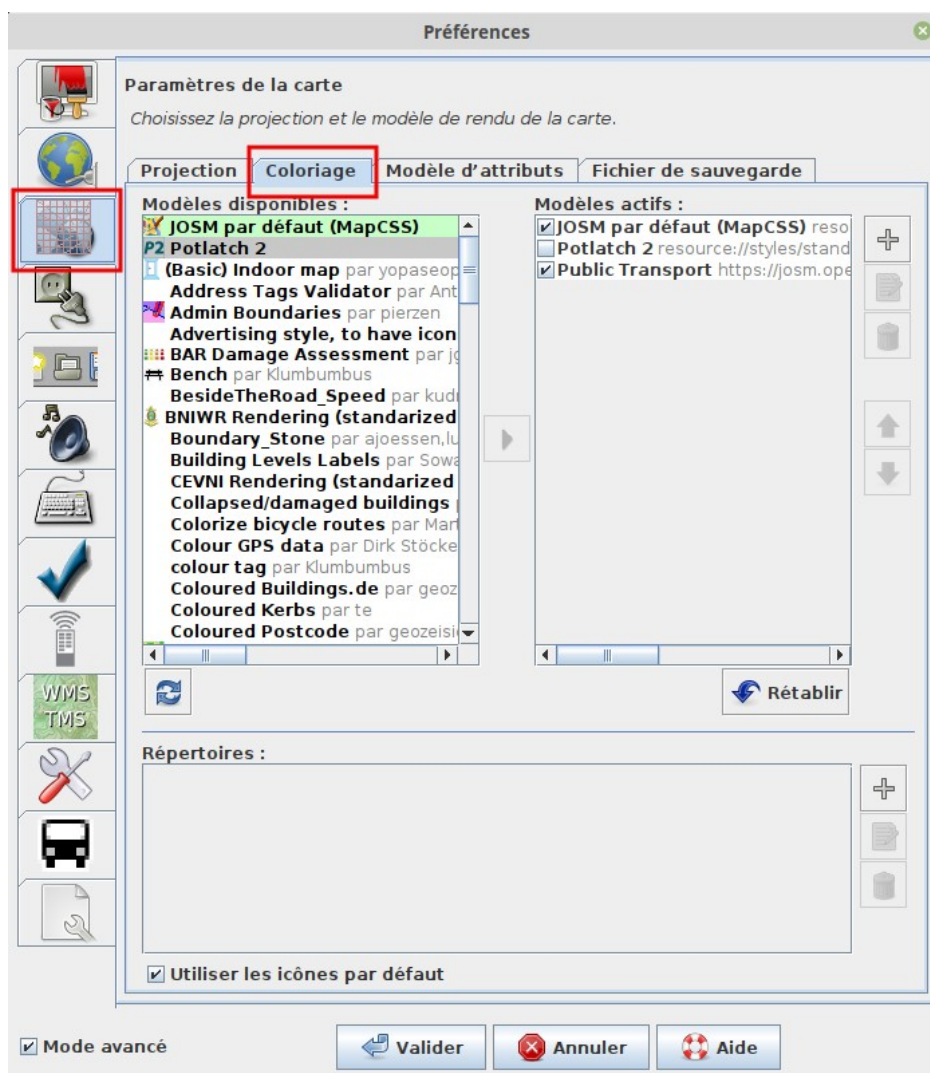 Préférences
Paramètres de la carte
Choisissez la projection et le modèle de rendu de la carte.
Projection Coloriage Modèle d'attributs Fichier de sauvegarde
Modèles disponibles :
JOSM par défaut (MapCSS)
P2 Potlatch 2
(Basic) Indoor map par yopaseop
Address Tags Validator par Ant
Admin Boundaries par pierzen
Advertising style, to have icon
BAR Damage Assessment par jg
Bench par Klumbumbus
BesideTheRoad_Speed par kudr
BNIWR Rendering (standarized
Boundary_Stone par ajoessen,lu
Building Levels Labels par Sowa
CEVNI Rendering (standarized
Collapsed/damaged buildings
Colorize bicycle routes par Mart
Colour GPS data par Dirk Stöcke
colour tag par Klumbumbus
Coloured Buildings.de par geoz
Coloured Kerbs par te
Coloured Postcode par geozeisi
Modèles actifs :
JOSM par défaut (MapCSS) reso
Potlatch 2 resource://styles/stand
Public Transport https://josm.ope
Rétablir
WMS
TMS
Répertoires :
Utiliser les icônes par défaut
Mode avancé
Valider
Annuler
Aide